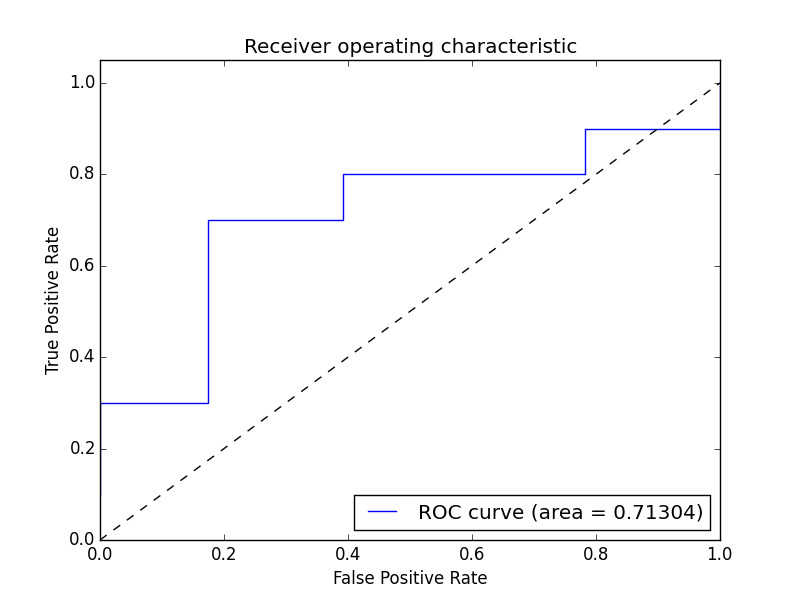 Receiver operating characteristic
1.0
0.8
0.6
0.4
0.2
0.0
True Positive Rate
ROC curve (area = 0.71304)
0.0 0.2 0.4 0.6 0.8 1.0
False Positive Rate